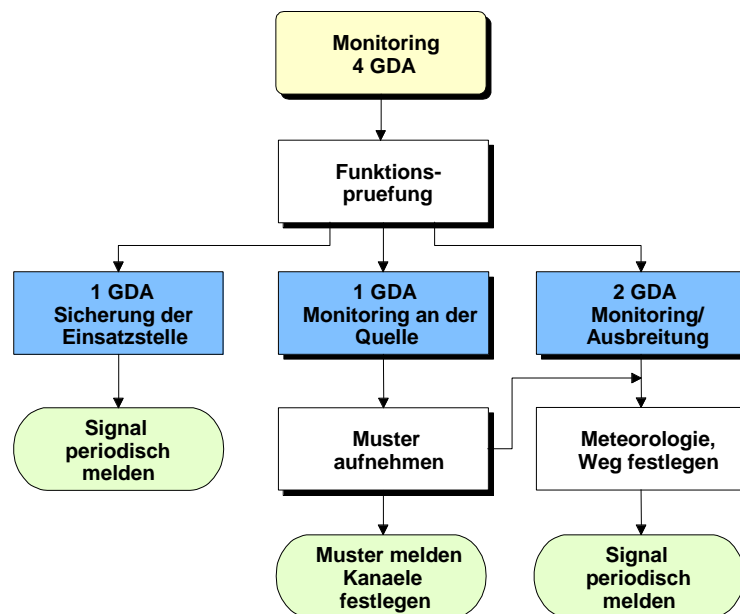 Monitoring
4 GDA
Funktions-
pruefung
1 GDA
Sicherung der
Einsatzstelle
1 GDA
Monitoring an der
Quelle
2 GDA
Monitoring/
Ausbreitung
Signal
periodisch
melden
Muster
aufnehmen
Meteorologie,
Weg festlegen
Muster melden
Kanaele
festlegen
Signal
periodisch
melden